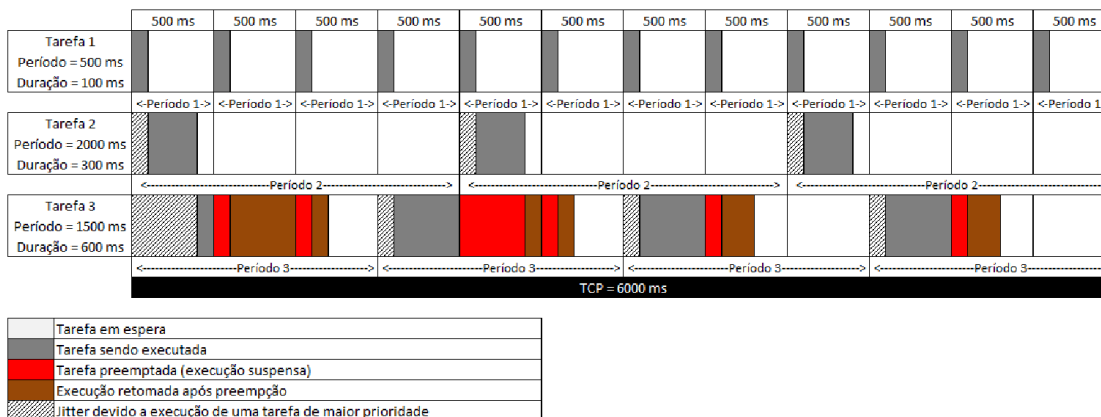 500 ms 500 ms 500 ms 500 ms 500 ms 500 ms 500 ms 500 ms 500 ms 500 ms 500 ms 500 ms
Tarefa 1
Período = 500 ms
Duração = 100 ms
<-Período 1-> <-Período 1-> <-Período 1-> <-Período 1-> <-Período 1-> <-Período 1-> <-Período 1-> <-Período 1-> <-Período 1-> <-Período 1-> <-Período 1-> <-Período 1
Tarefa 2
Período = 2000 ms
Duração = 300 ms
<-----------------------Período 2-----------------------> <-----------------------Período 2-----------------------> <-----------------------Período 2
Tarefa 3
Período = 1500 ms
Duração = 600 ms
<-----------------Período 3-----------------> <-----------------Período 3-----------------> <-----------------Período 3-----------------> <-----------------Período 3-----------------
TCP = 6000 ms
Tarefa em espera
Tarefa sendo executada
Tarefa preemptada (execução suspensa)
Execução retomada após preempção
Jitter devido a execução de uma tarefa de maior prioridade